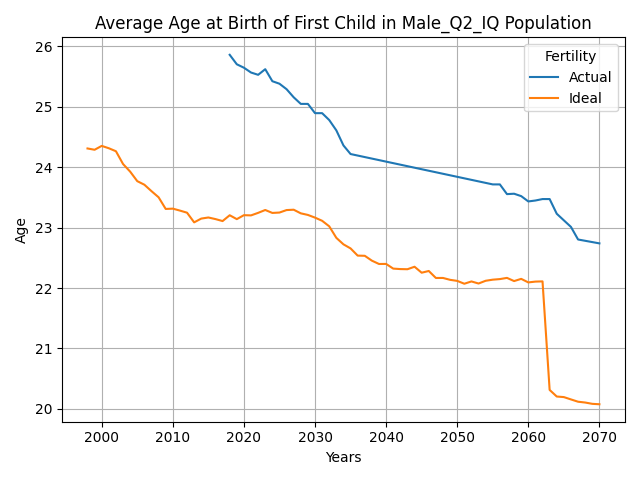 Average Age at Birth of First Child in Male_Q2_IQ Population
Fertility
Actual
Ideal
26
25
24
23
22
21
20
Age
2000 2010 2020 2030 2040 2050 2060 2070
Years